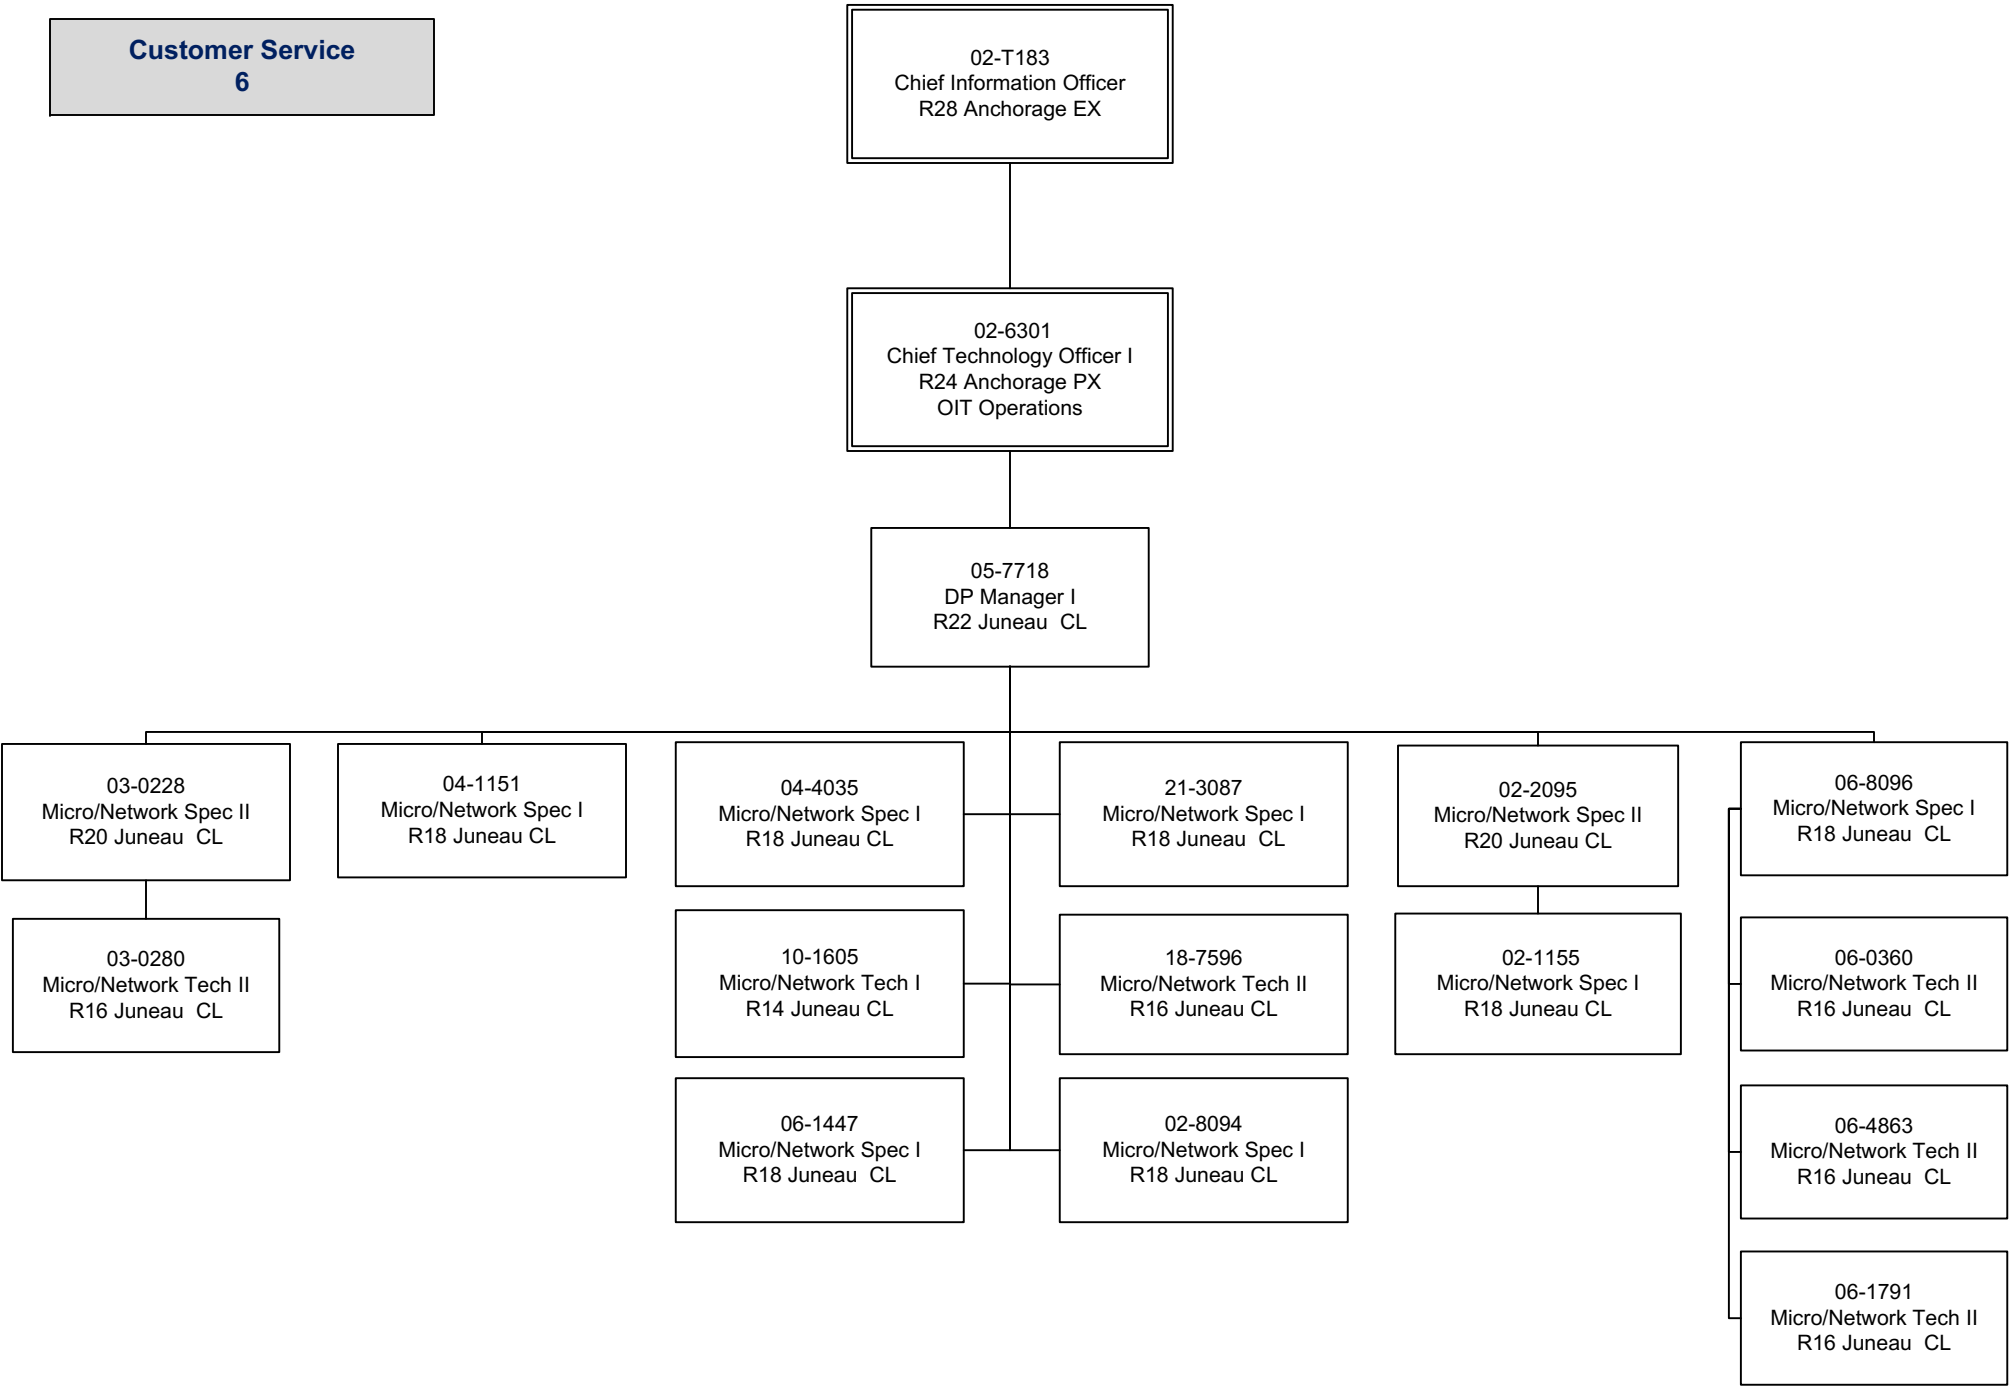 Customer Service
6
02-T183
Chief Information Officer
R28 Anchorage EX
02-6301
Chief Technology Officer I
R24 Anchorage PX
OIT Operations
05-7718
DP Manager I
R22 Juneau  CL
03-0228
Micro/Network Spec II
R20 Juneau  CL
04-1151
Micro/Network Spec I
R18 Juneau CL
04-4035
Micro/Network Spec I
R18 Juneau CL
21-3087
Micro/Network Spec I
R18 Juneau  CL
02-2095
Micro/Network Spec II
R20 Juneau CL
06-8096
Micro/Network Spec I
R18 Juneau  CL
03-0280
Micro/Network Tech II
R16 Juneau  CL
10-1605
Micro/Network Tech I
R14 Juneau CL
18-7596
Micro/Network Tech II
R16 Juneau CL
02-1155
Micro/Network Spec I
R18 Juneau CL
06-0360
Micro/Network Tech II
R16 Juneau  CL
06-1447
Micro/Network Spec I
R18 Juneau  CL
02-8094
Micro/Network Spec I
R18 Juneau CL
06-4863
Micro/Network Tech II
R16 Juneau  CL
06-1791
Micro/Network Tech II
R16 Juneau  CL